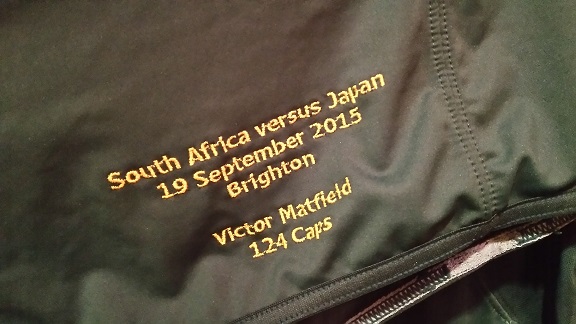 South Africa versus Japan
19 September 2015
Brighton
Victor Matfield
124 Caps